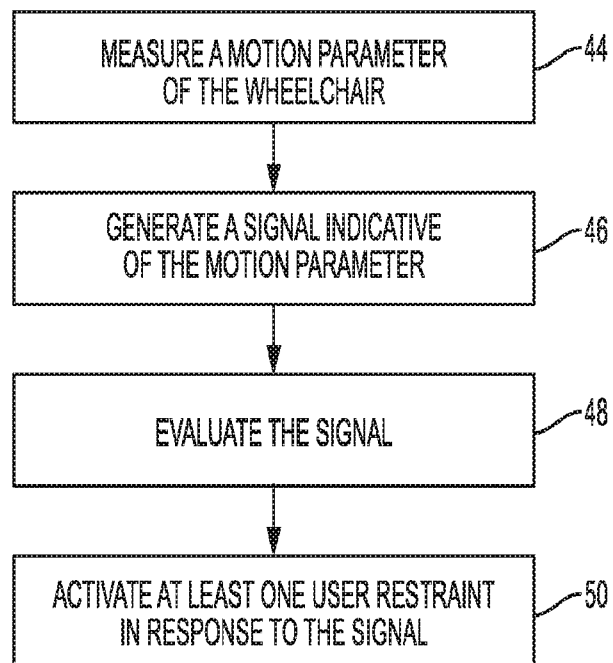 MEASURE A MOTION PARAMETER
OF THE WHEELCHAIR
44
GENERATE A SIGNAL INDICATIVE
OF THE MOTION PARAMETER
46
EVALUATE THE SIGNAL
48
ACTIVATE AT LEAST ONE USER RESTRAINT
IN RESPONSE TO THE SIGNAL
50